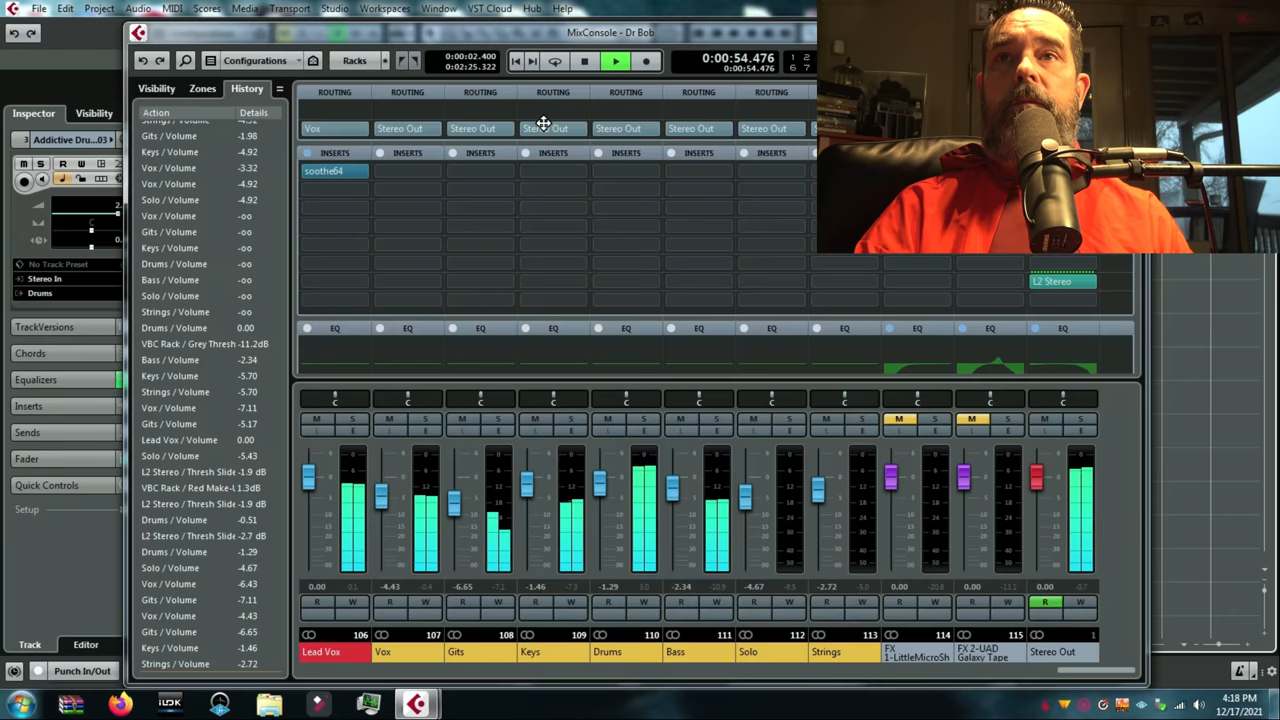 File Edit Project Audio MIDI Scores Media Transport Studio Workspaces Window VST Cloud Hub Help
MixConsole - Dr Bob
Configurations
Racks
0:00:02.400
0:02:25.322
0:00:54.476
0:00:54.476
1 2
6 7
Inspector
Visibility
Visibility
Zones
History
Action
Details
3 Addictive Dru...03
M S R W
No Track Preset
Stereo In
Drums
TrackVersions
Chords
Equalizers
Inserts
Sends
Fader
Quick Controls
Setup
Track
Editor
Gits / Volume -1.98
Keys / Volume -4.92
Vox / Volume -3.32
Vox / Volume -4.92
Solo / Volume -4.92
Vox / Volume -oo
Gits / Volume -oo
Keys / Volume -oo
Drums / Volume -oo
Bass / Volume -oo
Solo / Volume -oo
Strings / Volume -oo
Drums / Volume 0.00
VBC Rack / Grey Thresh -11.2dB
Bass / Volume -2.34
Keys / Volume -5.70
Strings / Volume -5.70
Vox / Volume -7.11
Gits / Volume -5.17
Lead Vox / Volume 0.00
Solo / Volume -5.43
L2 Stereo / Thresh Slide -1.9 dB
VBC Rack / Red Make-U 1.3dB
L2 Stereo / Thresh Slide -1.9 dB
Drums / Volume -0.51
L2 Stereo / Thresh Slide -2.7 dB
Drums / Volume -1.29
Solo / Volume -4.67
Vox / Volume -6.43
Gits / Volume -7.11
Vox / Volume -4.43
Gits / Volume -6.65
Keys / Volume -1.46
Strings / Volume -2.72
ROUTING ROUTING ROUTING ROUTING ROUTING ROUTING ROUTING
Vox Stereo Out Stereo Out Stereo Out Stereo Out Stereo Out Stereo Out
INSERTS INSERTS INSERTS INSERTS INSERTS INSERTS INSERTS
soothe64
L2 Stereo
EQ EQ EQ EQ EQ EQ EQ EQ EQ EQ EQ
C C C C C C C C C C C
M S M S M S M S M S M S M S M S M S M S M S
L E L E L E L E L E L E L E L E L E L E L E
0.00 -4.43 -6.65 -1.46 -1.29 -2.34 -4.67 -2.72 0.00 0.00 0.00
R W R W R W R W R W R W R W R W R W R W R W
106 107 108 109 110 111 112 113 114 115 1
Lead Vox Vox Gits Keys Drums Bass Solo Strings FX 1-LittleMicroSh FX 2-UAD Galaxy Tape Stereo Out
Punch In/Out
iLOK
4:18 PM
12/17/2021